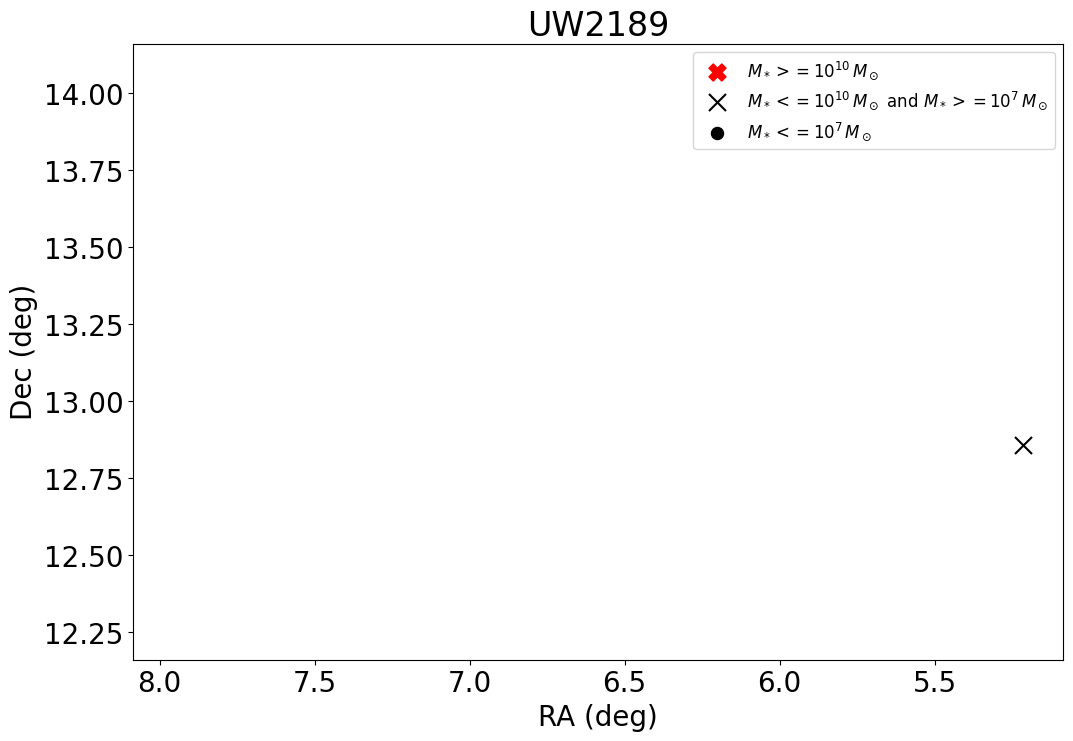 UW2189
M* >= 10^10 M⊙
M* <= 10^10 M⊙ and M* >= 10^7 M⊙
M* <= 10^7 M⊙
14.00
13.75
13.50
13.25
13.00
12.75
12.50
12.25
Dec (deg)
8.0 7.5 7.0 6.5 6.0 5.5
RA (deg)